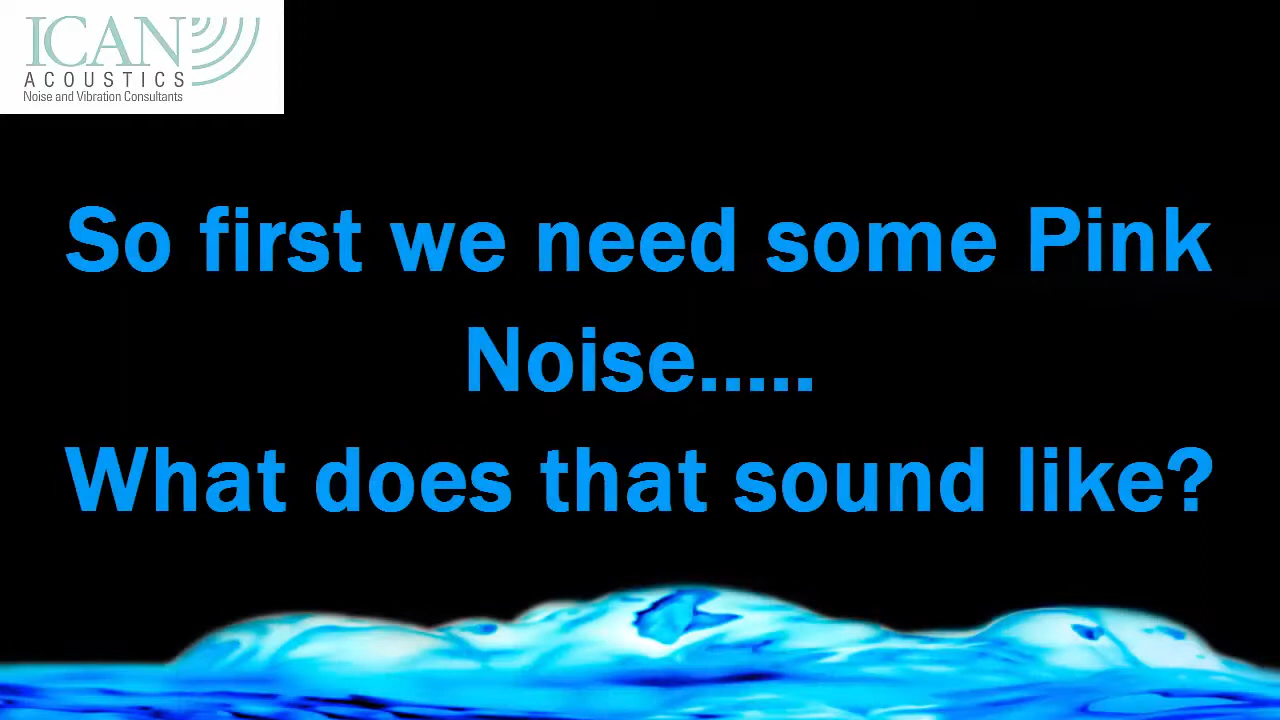 ICAN
ACOUSTICS
Noise and Vibration Consultants
So first we need some Pink
Noise.....
What does that sound like?